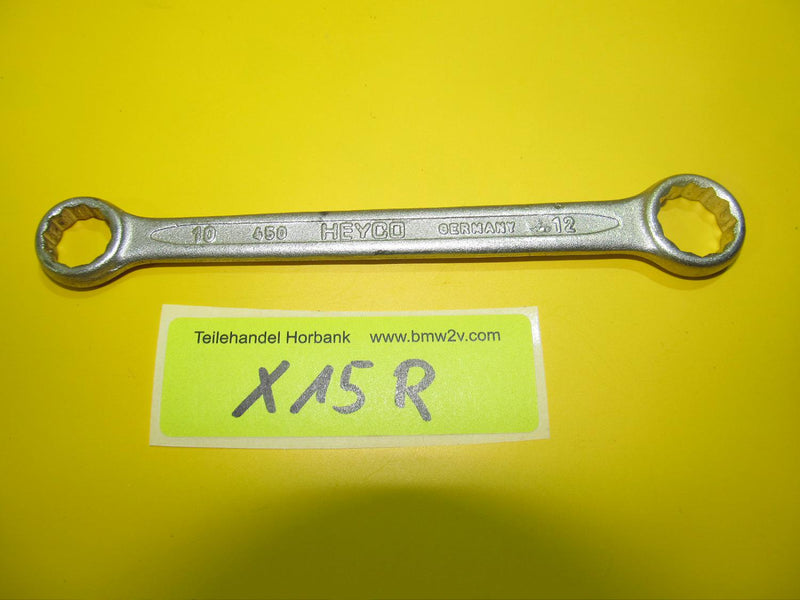 10 450 HEYCO GERMANY 12
Teilehandel Horbank www.bmw2v.com
X15R